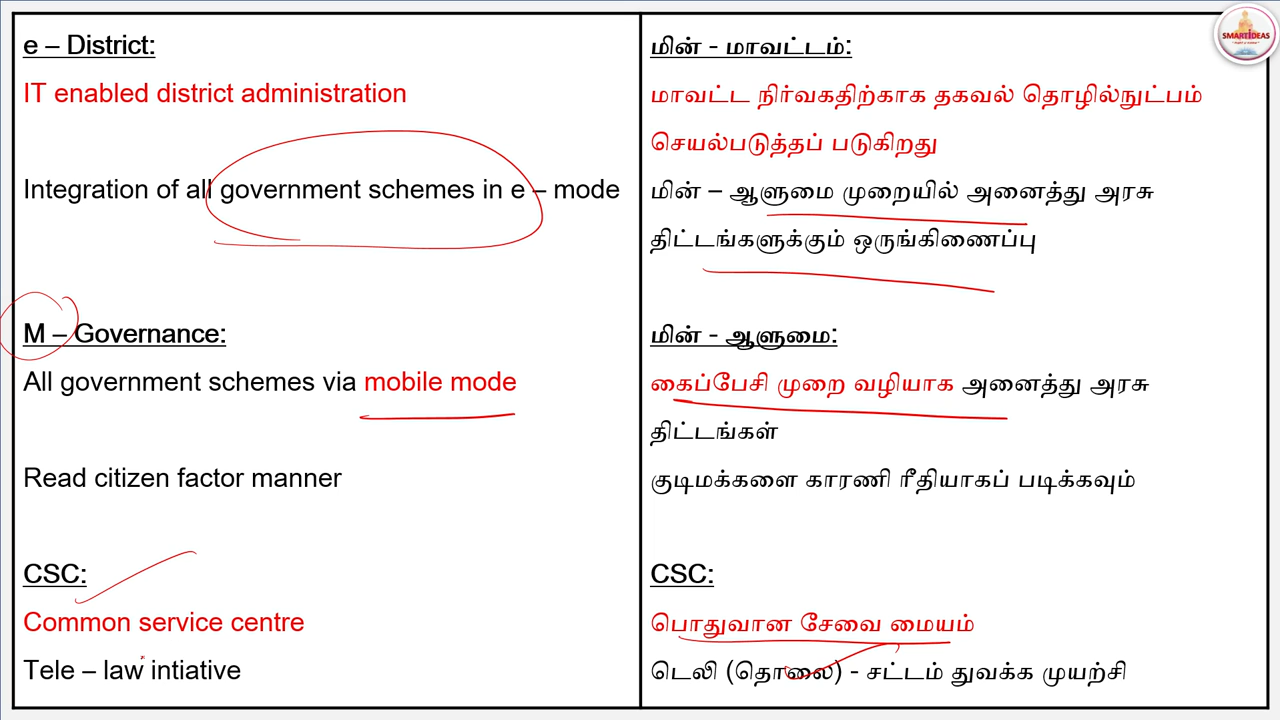 SMARTIDEAS
e – District:
IT enabled district administration
Integration of all government schemes in e – mode
M – Governance:
All government schemes via mobile mode
Read citizen factor manner
CSC:
Common service centre
Tele – law intiative
மின் - மாவட்டம்:
மாவட்ட நிர்வகதிற்காக தகவல் தொழில்நுட்பம்
செயல்படுத்தப் படுகிறது
மின் – ஆளுமை முறையில் அனைத்து அரசு
திட்டங்களுக்கும் ஒருங்கிணைப்பு
மின் - ஆளுமை:
கைப்பேசி முறை வழியாக அனைத்து அரசு
திட்டங்கள்
குடிமக்களை காரணி ரீதியாகப் படிக்கவும்
CSC:
பொதுவான சேவை மையம்
டெலி (தொலை) - சட்டம் துவக்க முயற்சி